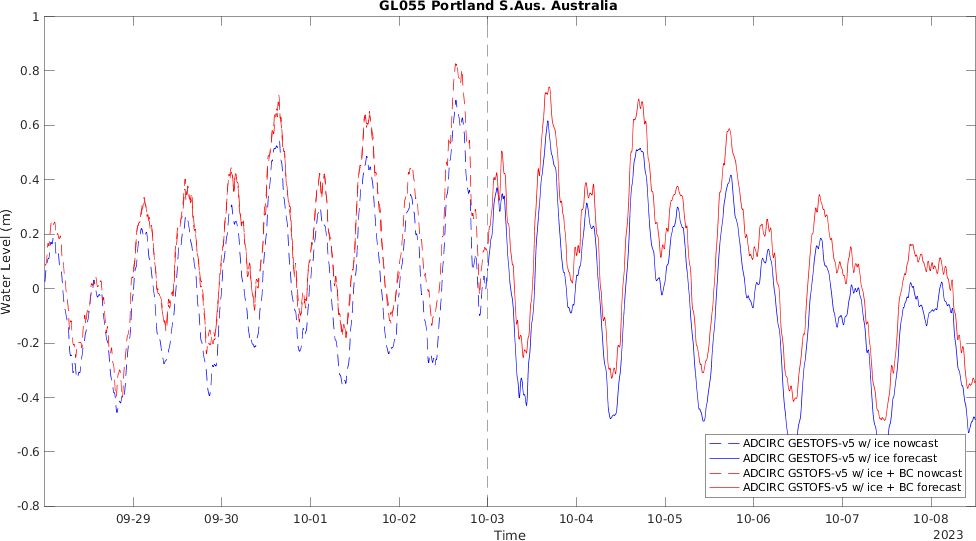 GL055 Portland S.Aus. Australia
1
0.8
0.6
0.4
0.2
0
-0.2
-0.4
-0.6
-0.8
Water Level (m)
ADCIRC GESTOFS-v5 w/ ice nowcast
ADCIRC GESTOFS-v5 w/ ice forecast
ADCIRC GSTOFS-v5 w/ ice + BC nowcast
ADCIRC GSTOFS-v5 w/ ice + BC forecast
09-29 09-30 10-01 10-02 10-03 10-04 10-05 10-06 10-07 10-08
Time
2023